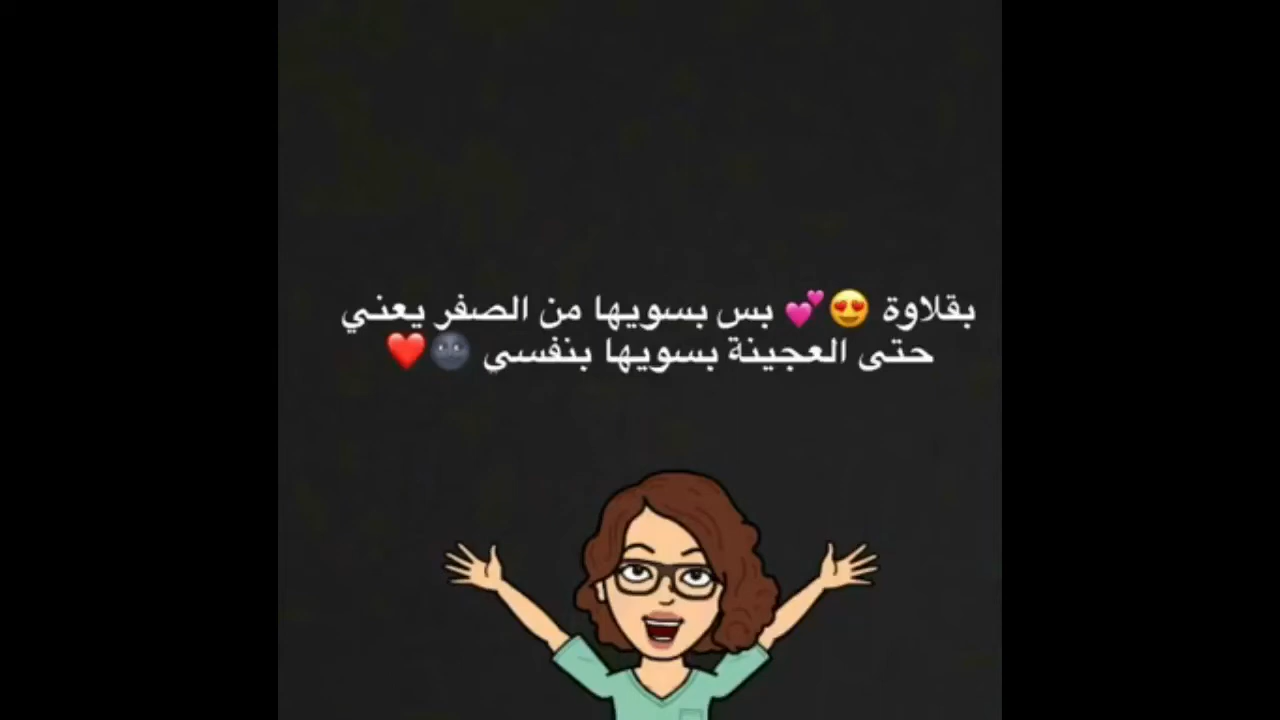 بقلاوة 😍💕 بس بسويها من الصفر يعني
حتى العجينة بسويها بنفسي 🌚❤️